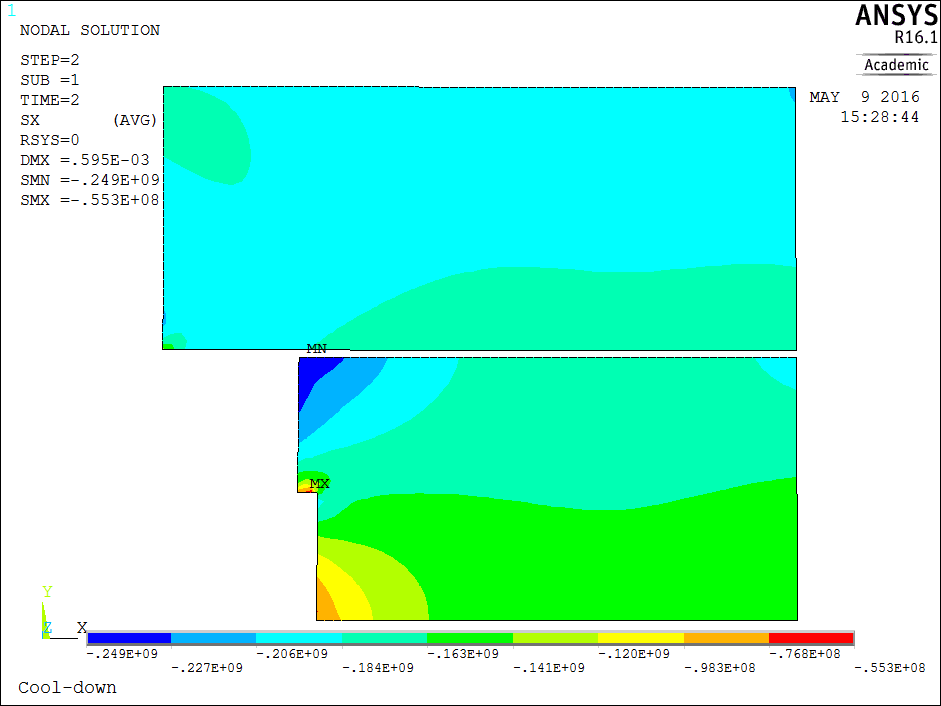 1
NODAL SOLUTION
STEP=2
SUB =1
TIME=2
SX (AVG)
RSYS=0
DMX =.595E-03
SMN =-.249E+09
SMX =-.553E+08
ANSYS
R16.1
Academic
MAY 9 2016
15:28:44
MN
MX
Y
Z X
-.249E+09 -.206E+09 -.163E+09 -.120E+09 -.768E+08
-.227E+09 -.184E+09 -.141E+09 -.983E+08 -.553E+08
Cool-down